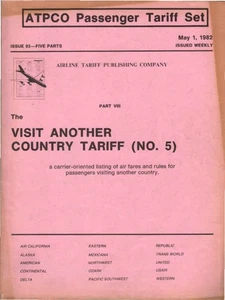 ATPCO Passenger Tariff Set
May 1, 1982
ISSUE 85—FIVE PARTS
ISSUED WEEKLY
AIRLINE TARIFF PUBLISHING COMPANY
PART VIII
The
VISIT ANOTHER
COUNTRY TARIFF (NO. 5)
a carrier-oriented listing of air fares and rules for
passengers visiting another country.
AIR CALIFORNIA EASTERN REPUBLIC
ALASKA MEXICANA TRANS WORLD
AMERICAN NORTHWEST UNITED
CONTINENTAL OZARK USAIR
DELTA PACIFIC SOUTHWEST WESTERN